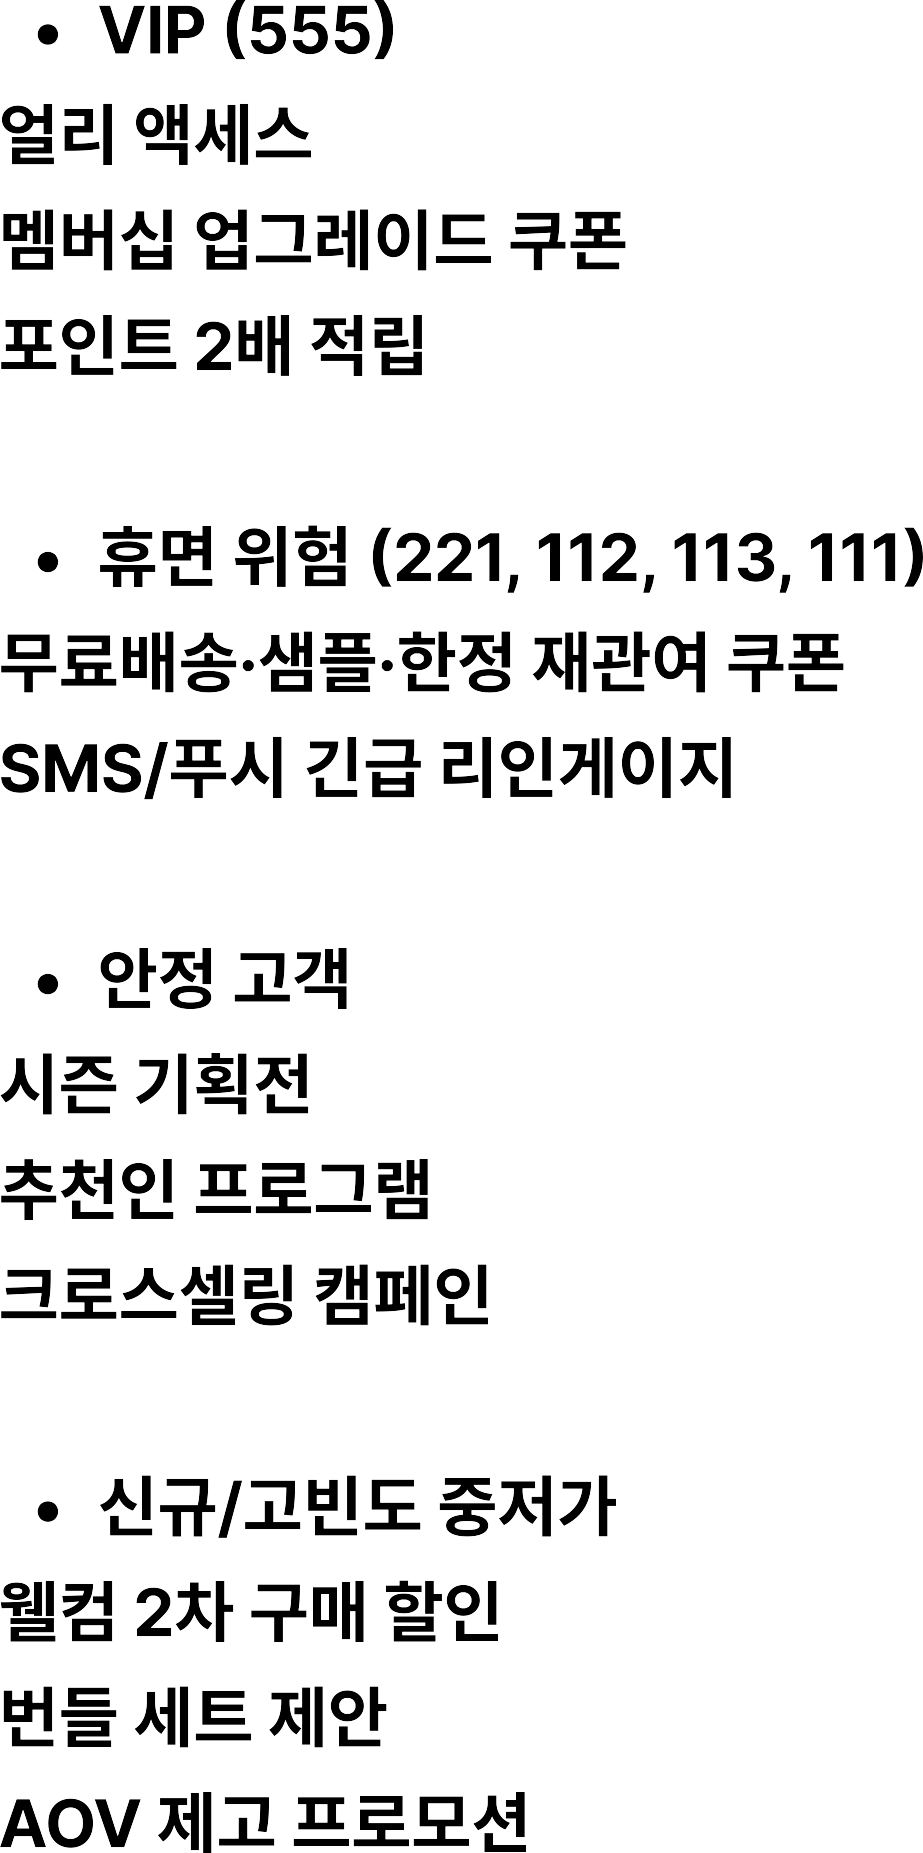 • VIP (555)
얼리 액세스
멤버십 업그레이드 쿠폰
포인트 2배 적립
• 휴면 위험 (221, 112, 113, 111)
무료배송·샘플·한정 재관여 쿠폰
SMS/푸시 긴급 리인게이지
• 안정 고객
시즌 기획전
추천인 프로그램
크로스셀링 캠페인
• 신규/고빈도 중저가
웰컴 2차 구매 할인
번들 세트 제안
AOV 제고 프로모션